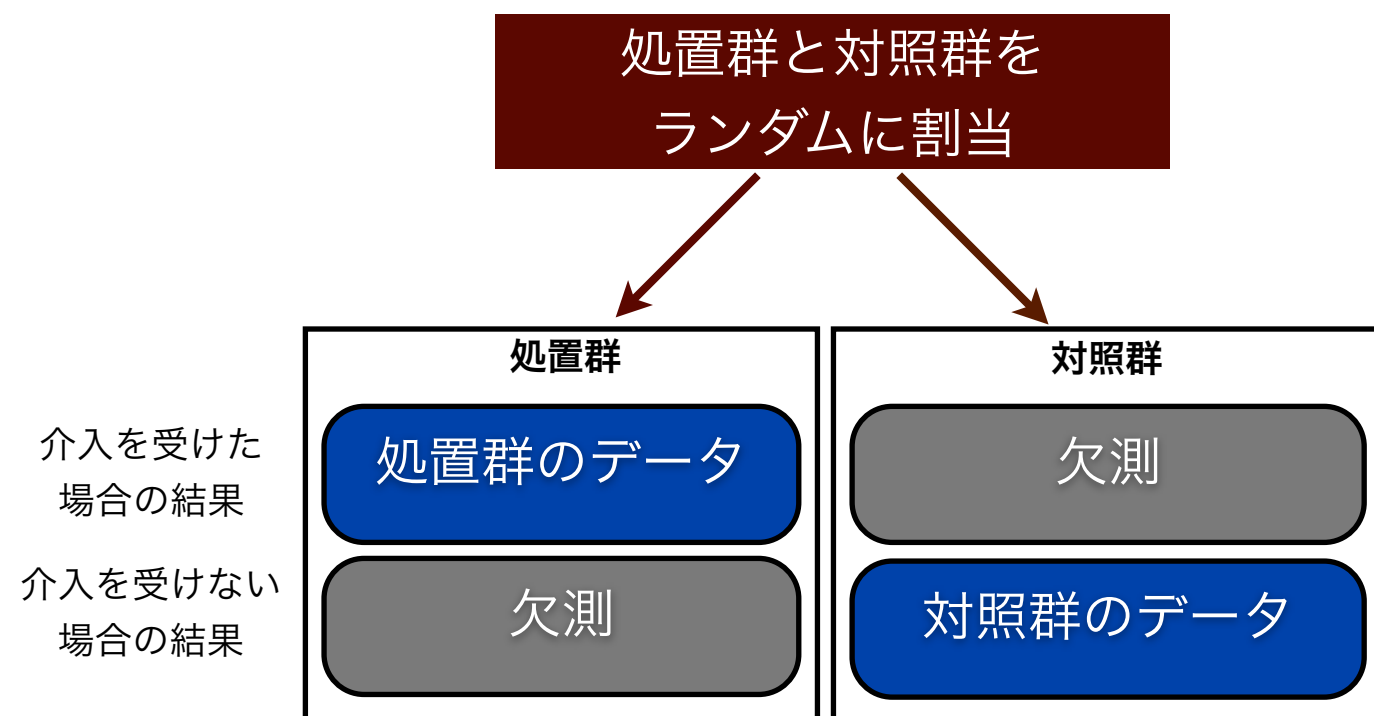 処置群と対照群を
ランダムに割当
処置群
対照群
介入を受けた
場合の結果
処置群のデータ
欠測
介入を受けない
場合の結果
欠測
対照群のデータ